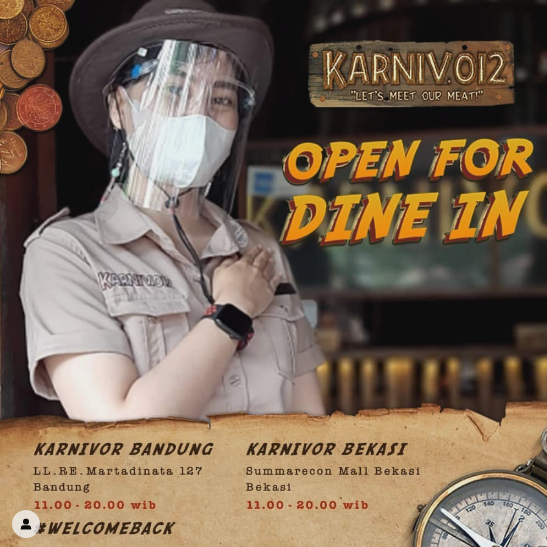 KARNIVOR
"LET'S MEET OUR MEAT!"
OPEN FOR
DINE IN
KARNIVOR
KARNIVOR BANDUNG
LL.RE.Martadinata 127
Bandung
11.00 - 20.00 wib
KARNIVOR BEKASI
Summarecon Mall Bekasi
Bekasi
11.00 - 20.00 wib
#WELCOMEBACK